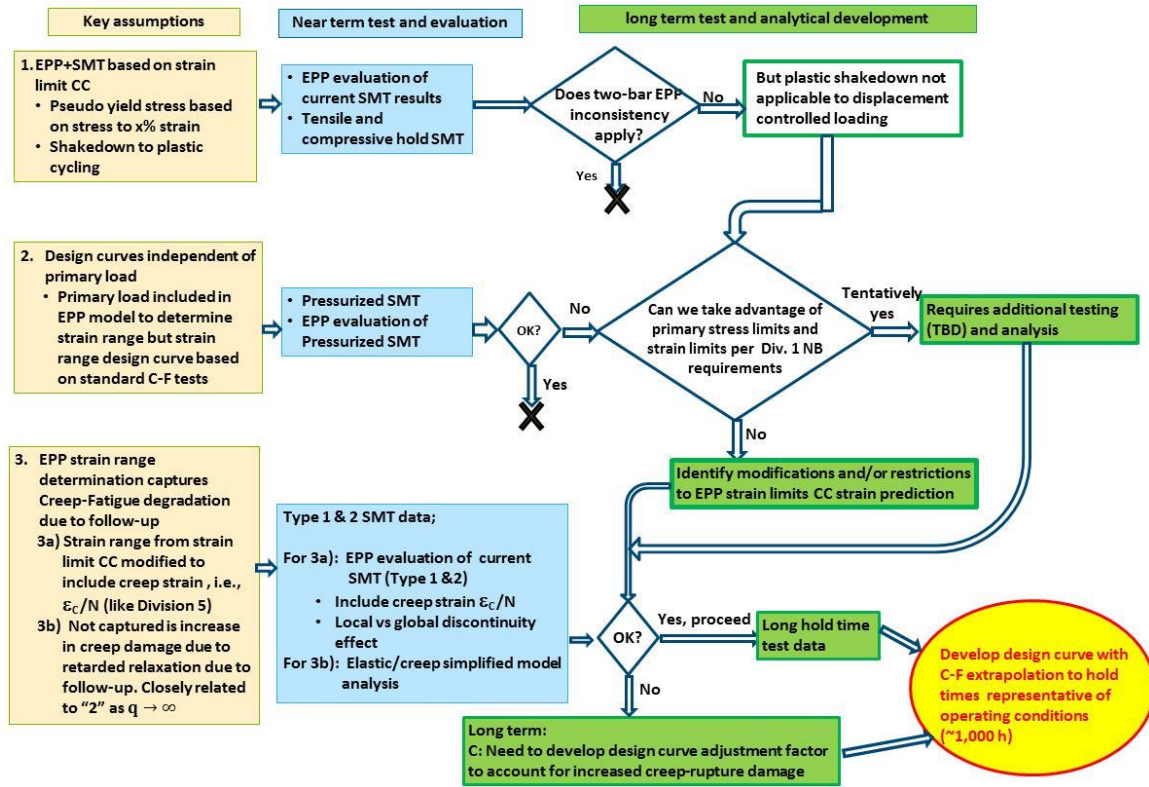 Key assumptions
Near term test and evaluation
long term test and analytical development
1. EPP+SMT based on strain
limit CC
• Pseudo yield stress based
on stress to x% strain
• Shakedown to plastic
cycling
• EPP evaluation of
current SMT results
• Tensile and
compressive hold SMT
Does two-bar EPP
inconsistency
apply?
No
Yes
X
But plastic shakedown not
applicable to displacement
controlled loading
2. Design curves independent of
primary load
• Primary load included in
EPP model to determine
strain range but strain
range design curve based
on standard C-F tests
• Pressurized SMT
• EPP evaluation of
Pressurized SMT
OK?
No
Yes
X
Can we take advantage of
primary stress limits and
strain limits per Div. 1 NB
requirements
Tentatively
yes
No
Requires additional testing
(TBD) and analysis
Identify modifications and/or restrictions
to EPP strain limits CC strain prediction
3. EPP strain range
determination captures
Creep-Fatigue degradation
due to follow-up
3a) Strain range from strain
limit CC modified to
include creep strain , i.e.,
εC/N (like Division 5)
3b) Not captured is increase
in creep damage due to
retarded relaxation due to
follow-up. Closely related
to “2” as q → ∞
Type 1 & 2 SMT data;
For 3a): EPP evaluation of current
SMT (Type 1 &2)
• Include creep strain εC/N
• Local vs global discontinuity
effect
For 3b): Elastic/creep simplified model
analysis
OK?
Yes, proceed
No
Long hold time
test data
Long term:
C: Need to develop design curve adjustment factor
to account for increased creep-rupture damage
Develop design curve with
C-F extrapolation to hold
times representative of
operating conditions
(~1,000 h)